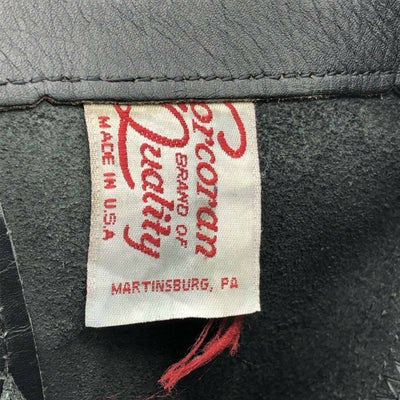 Corcoran
BRAND OF
Quality
MADE IN U.S.A
MARTINSBURG, PA